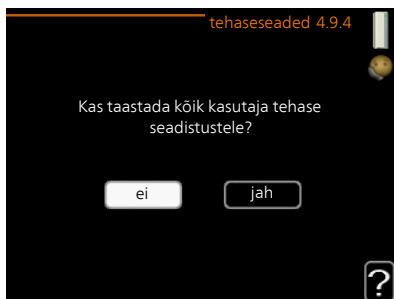 tehaseseaded 4.9.4
Kas taastada kõik kasutaja tehase
seadistustele?
ei
jah
?